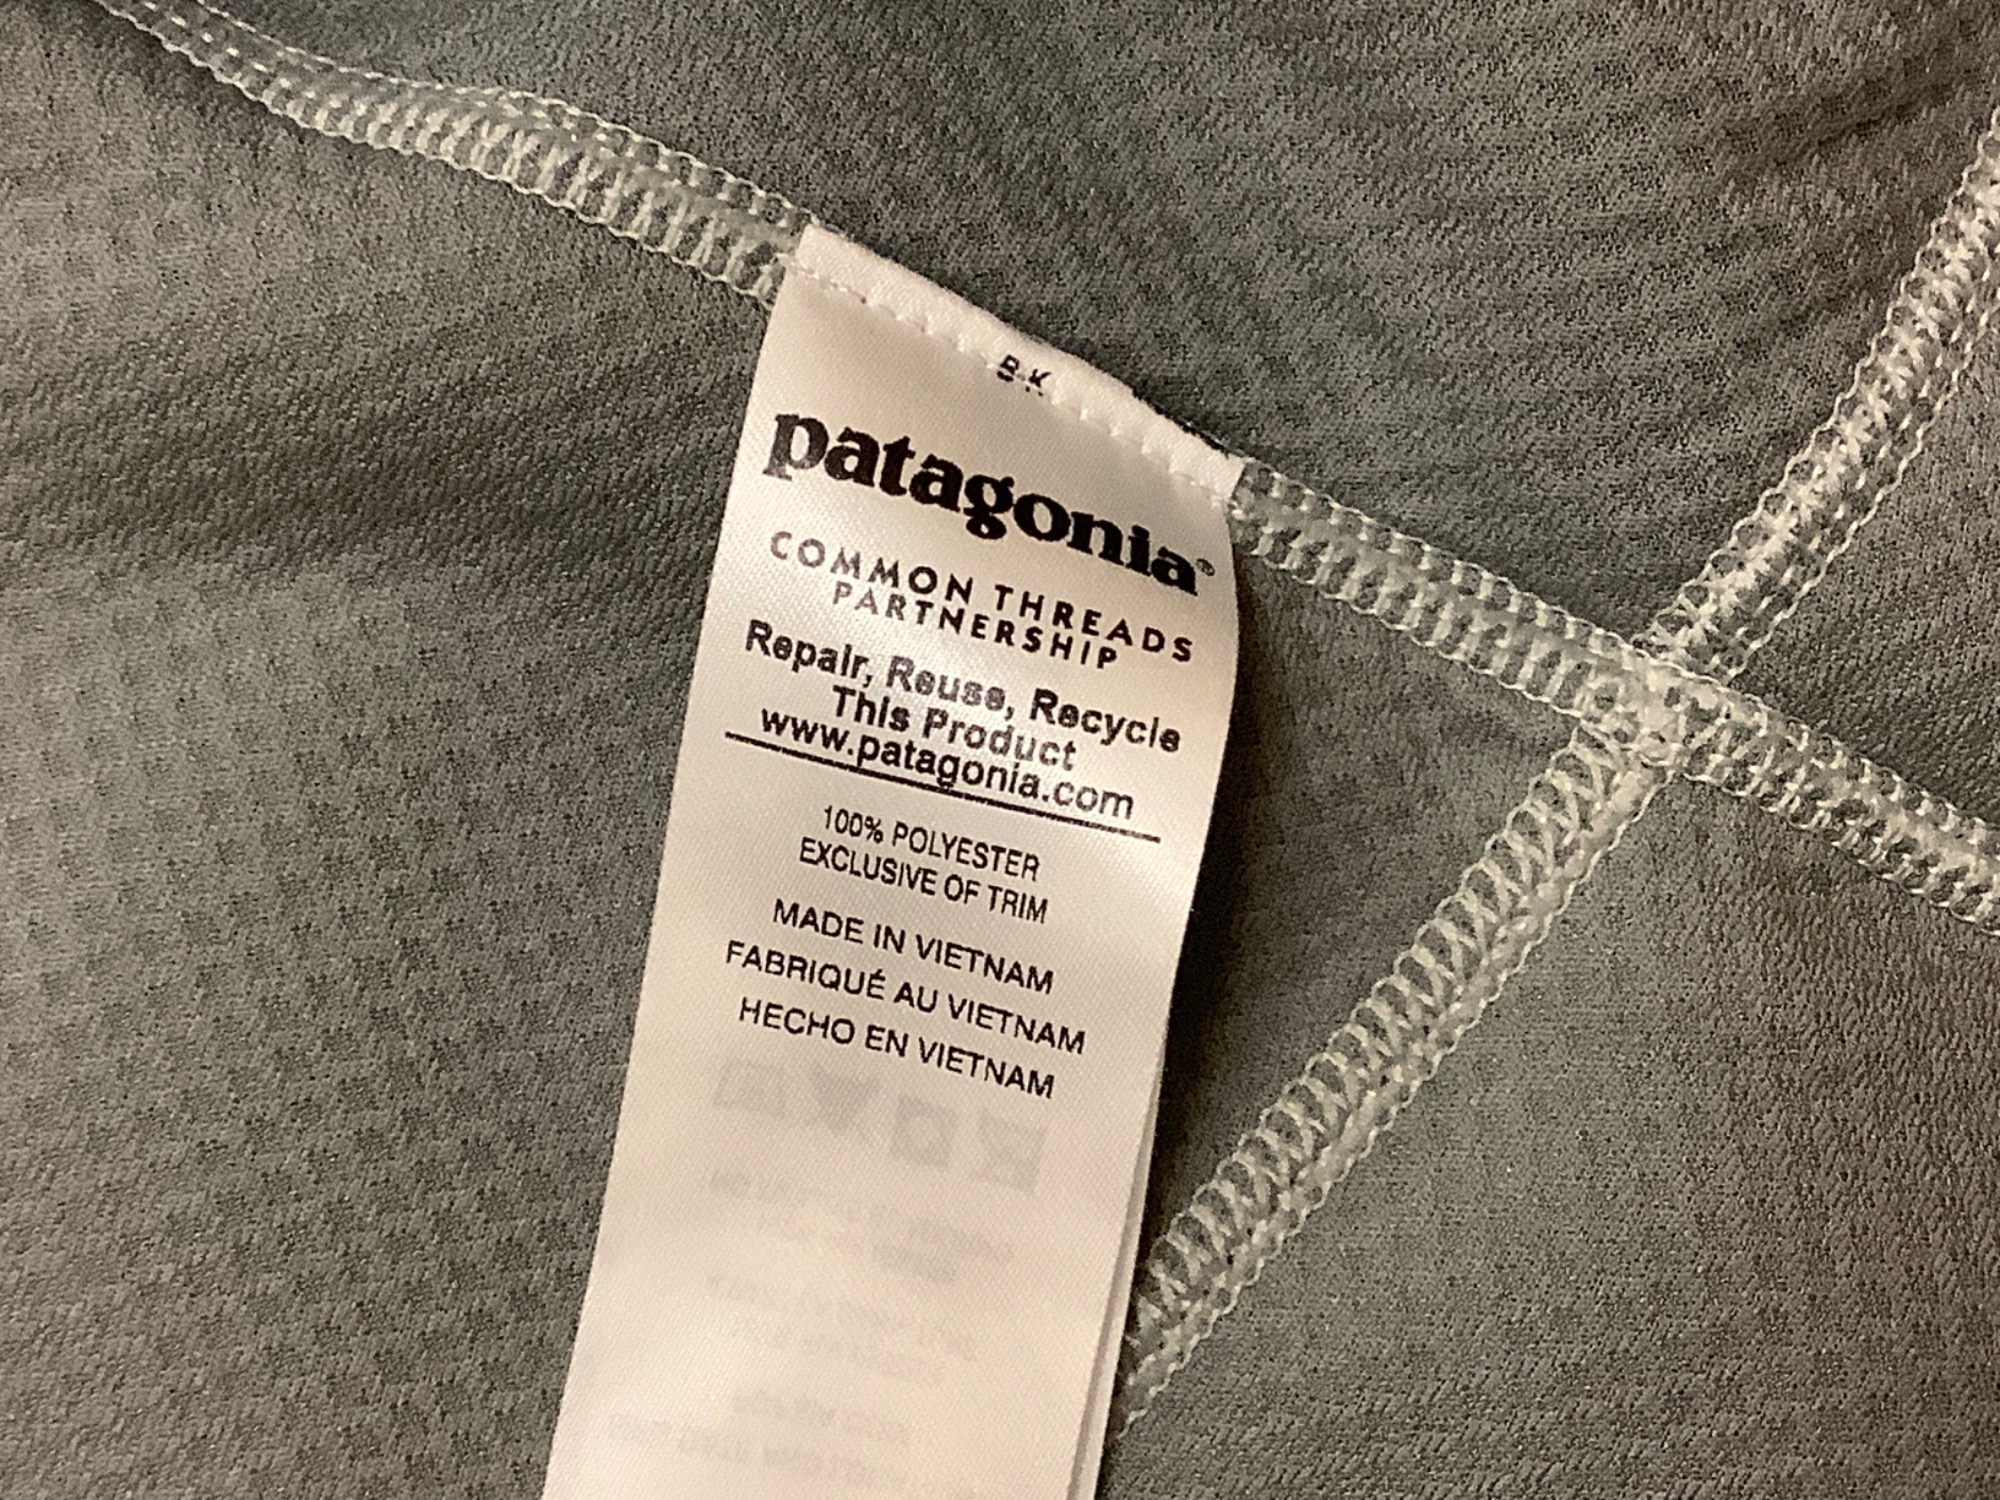 B.K
patagonia®
COMMON THREADS
PARTNERSHIP
Repair, Reuse, Recycle
This Product
www.patagonia.com
100% POLYESTER
EXCLUSIVE OF TRIM
MADE IN VIETNAM
FABRIQUÉ AU VIETNAM
HECHO EN VIETNAM